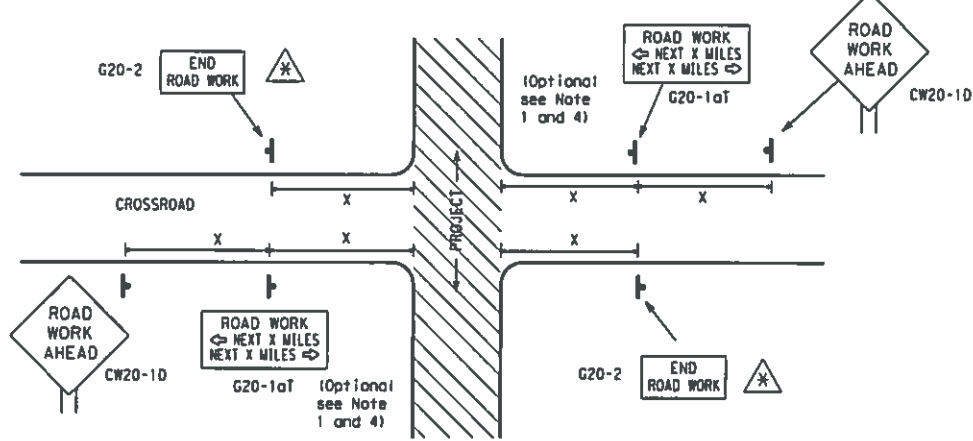 ROAD
WORK
AHEAD
CW20-1D
ROAD WORK
⇦ NEXT X MILES
NEXT X MILES ⇨
G20-1aT
(Optional
see Note
1 and 4)
G20-2
END
ROAD WORK
*
X
X
X
CROSSROAD
PROJECT
X
X
X
ROAD
WORK
AHEAD
CW20-1D
ROAD WORK
⇦ NEXT X MILES
NEXT X MILES ⇨
G20-1aT
(Optional
see Note
1 and 4)
G20-2
END
ROAD WORK
*